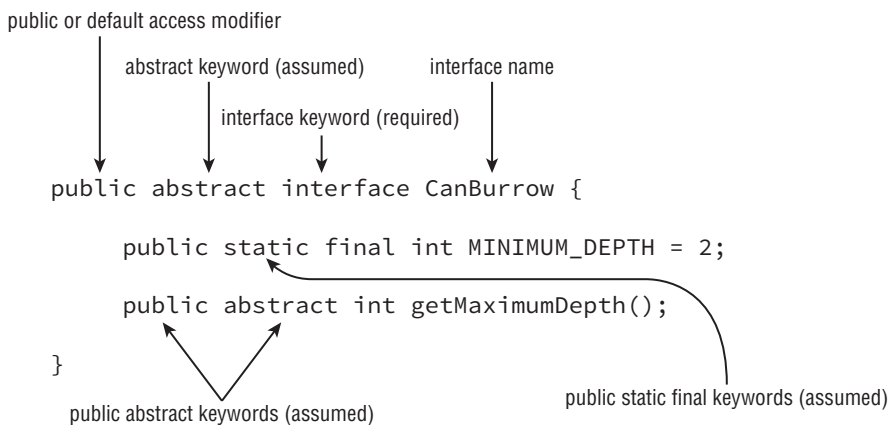 public or default access modifier
abstract keyword (assumed)
interface name
interface keyword (required)
public abstract interface CanBurrow {
public static final int MINIMUM_DEPTH = 2;
public abstract int getMaximumDepth();
}
public static final keywords (assumed)
public abstract keywords (assumed)